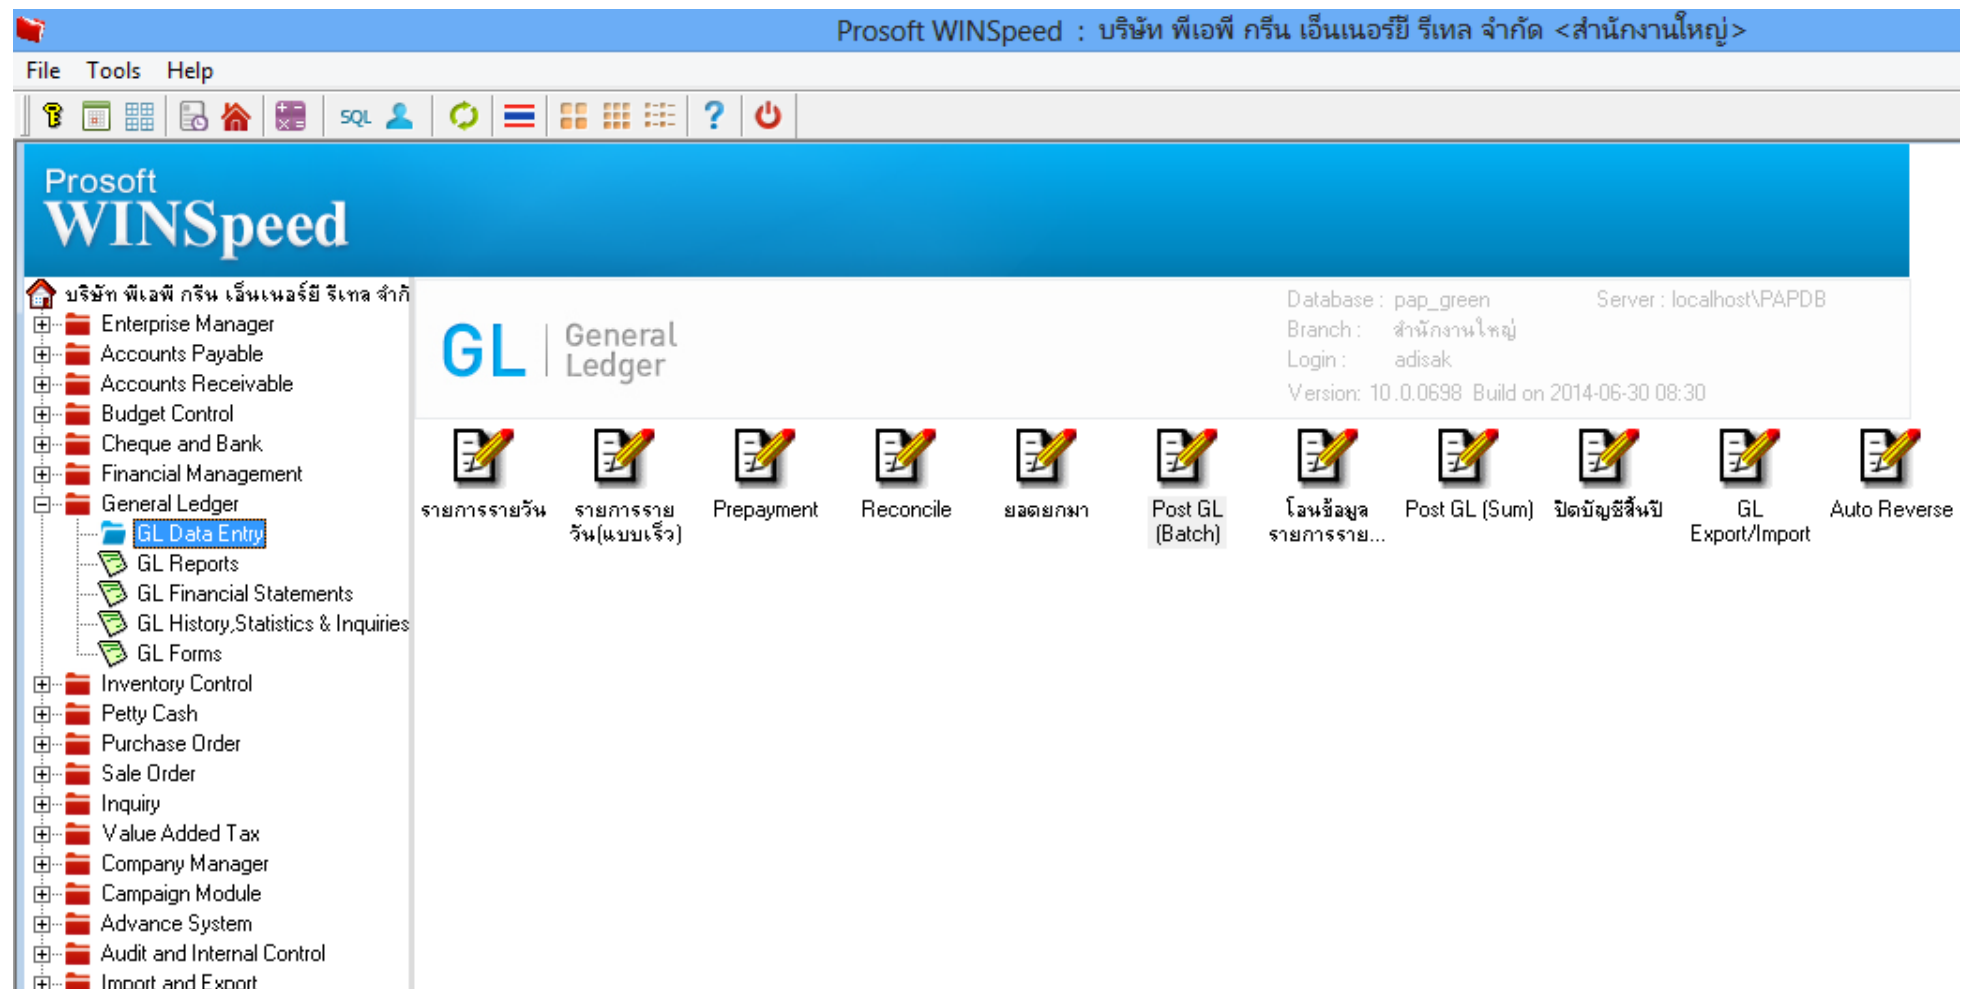 Prosoft WINSpeed : บริษัท พีเอพี กรีน เอ็นเนอร์ยี รีเทล จำกัด <สำนักงานใหญ่>
File Tools Help
SQL
?
Prosoft
WINSpeed
บริษัท พีเอพี กรีน เอ็นเนอร์ยี รีเทล จำกั
Enterprise Manager
Accounts Payable
Accounts Receivable
Budget Control
Cheque and Bank
Financial Management
General Ledger
GL Data Entry
GL Reports
GL Financial Statements
GL History,Statistics & Inquiries
GL Forms
Inventory Control
Petty Cash
Purchase Order
Sale Order
Inquiry
Value Added Tax
Company Manager
Campaign Module
Advance System
Audit and Internal Control
Import and Export
GL General
Ledger
Database : pap_green Server : localhost\PAPDB
Branch : สำนักงานใหญ่
Login : adisak
Version: 10.0.0698 Build on 2014-06-30 08:30
รายการรายวัน
รายการราย
วัน(แบบเร็ว)
Prepayment
Reconcile
ยอดยกมา
Post GL
(Batch)
โอนข้อมูล
รายการราย...
Post GL (Sum)
ปิดบัญชีสิ้นปี
GL
Export/Import
Auto Reverse